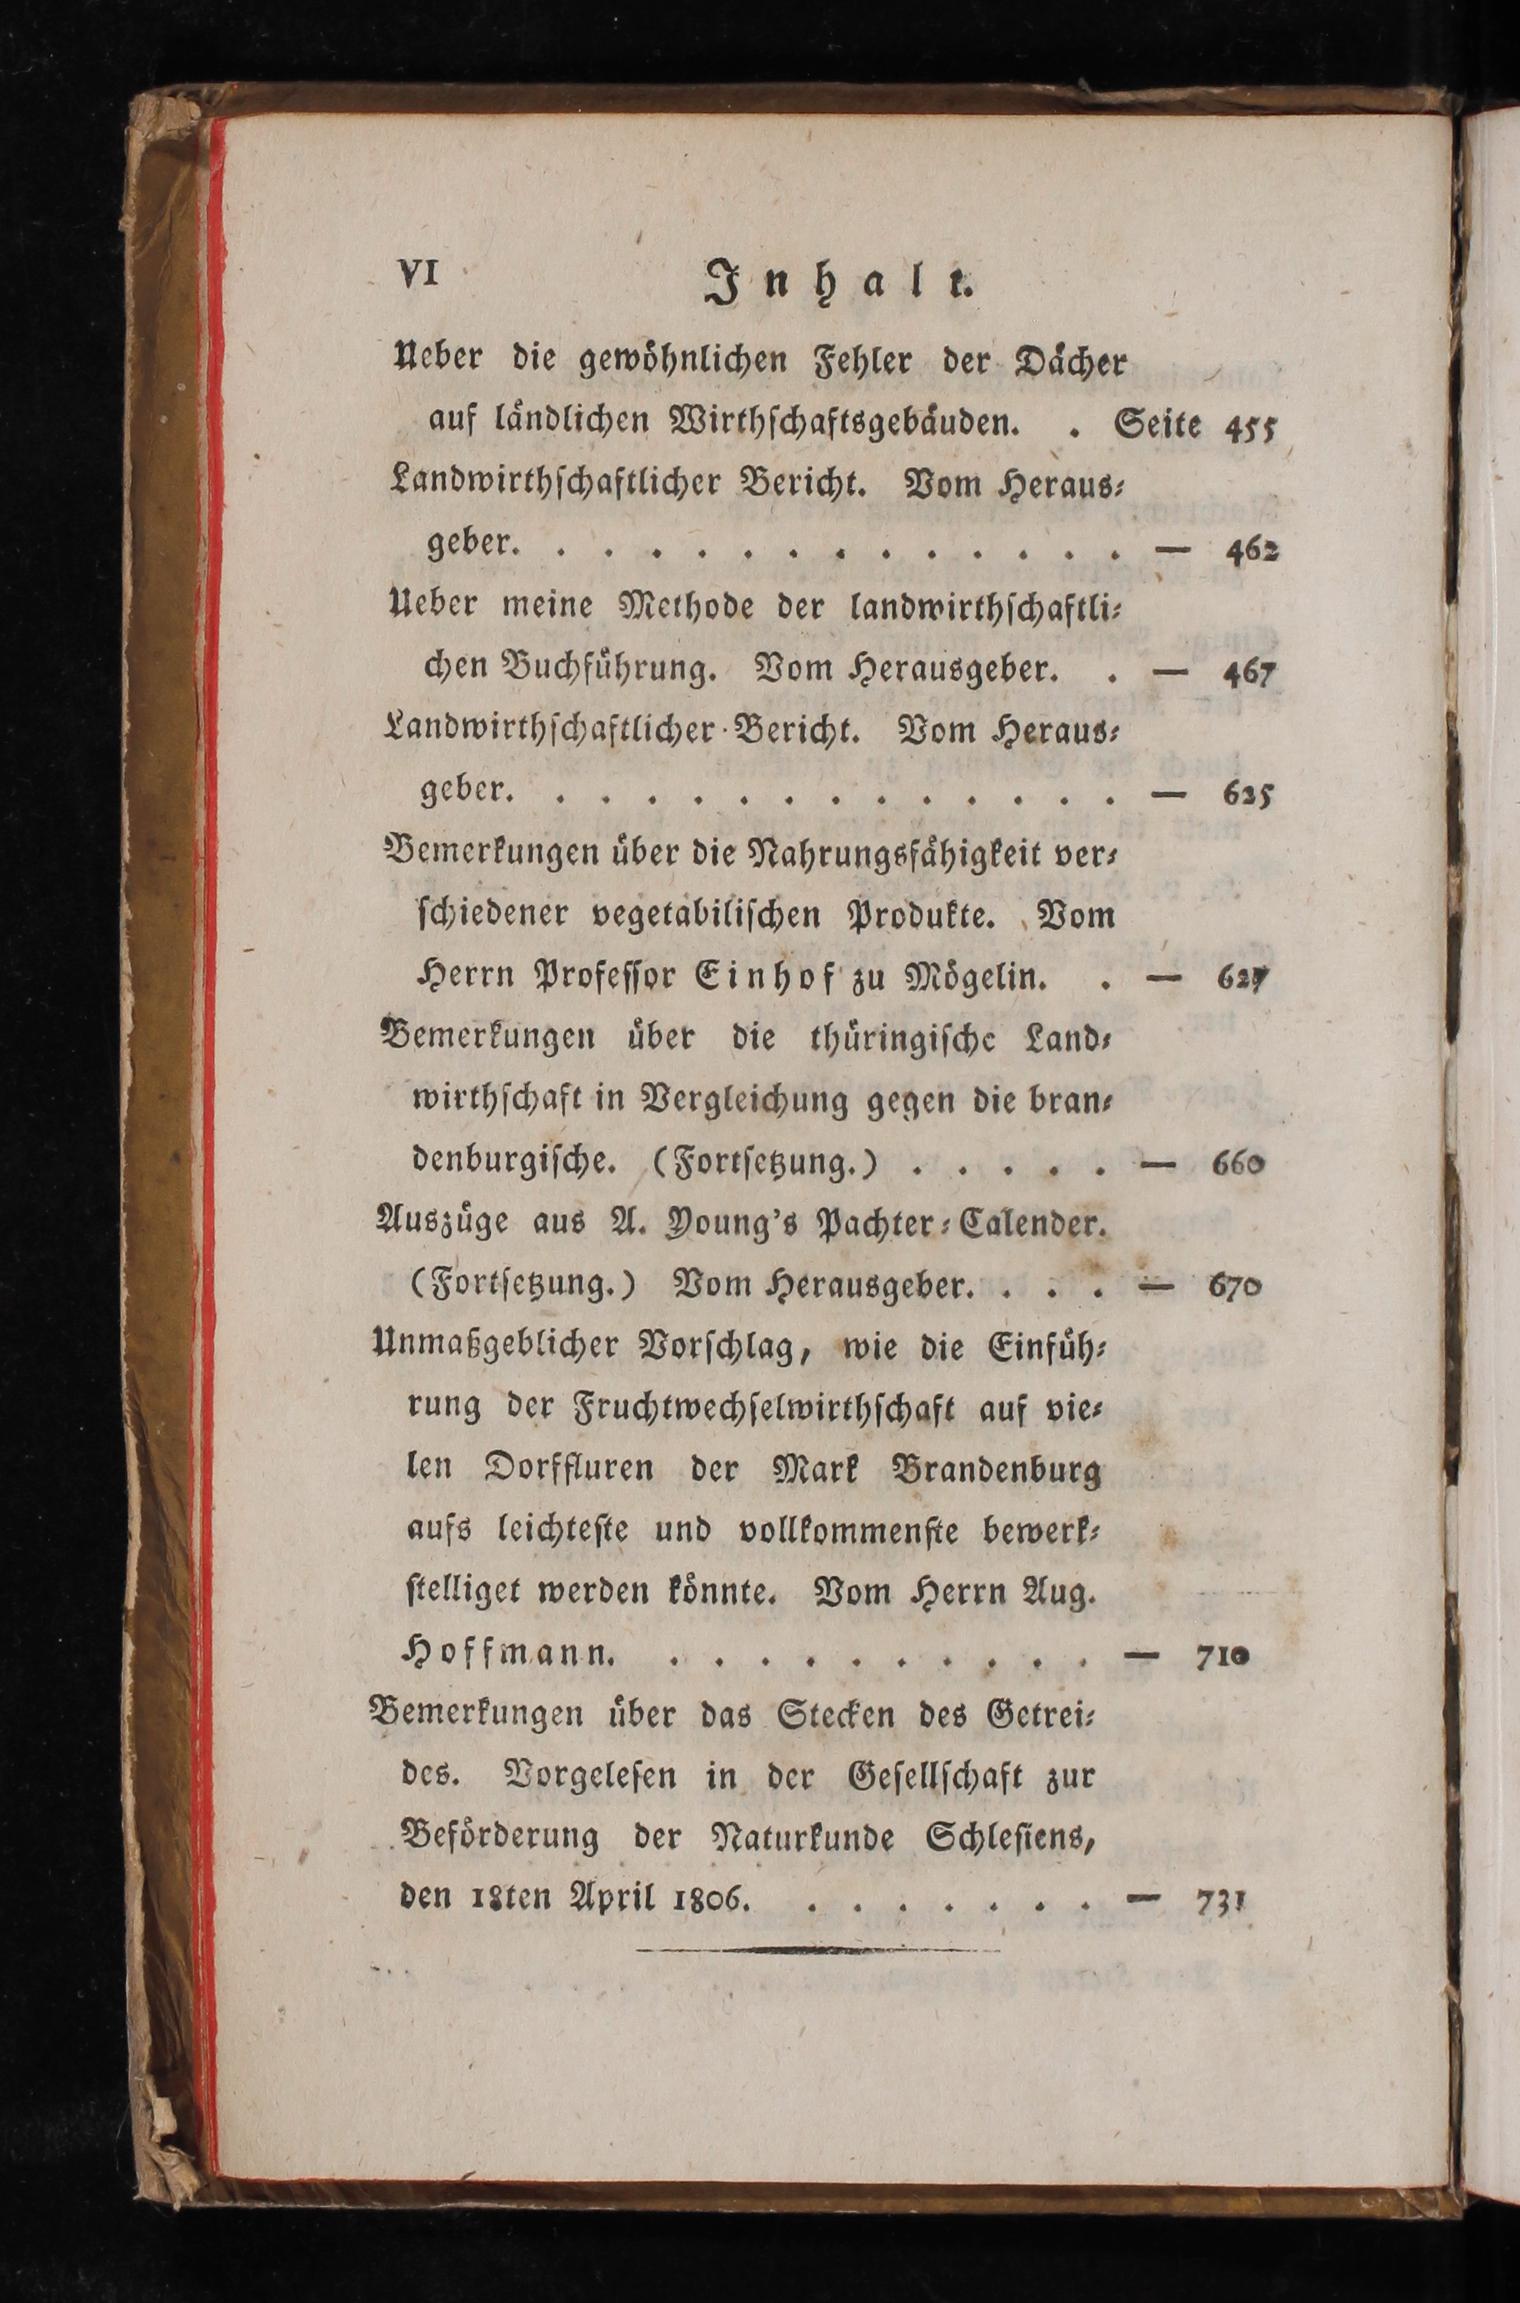 VI Inhalt.
Ueber die gewöhnlichen Fehler der Dächer
auf ländlichen Wirthschaftsgebäuden. . Seite 455
Landwirthschaftlicher Bericht. Vom Heraus-
geber. . . . . . . . . . . . . . — 462
Ueber meine Methode der landwirthschaftli-
chen Buchführung. Vom Herausgeber. . — 467
Landwirthschaftlicher Bericht. Vom Heraus-
geber. . . . . . . . . . . . . . — 625
Bemerkungen über die Nahrungsfähigkeit ver-
schiedener vegetabilischen Produkte. Vom
Herrn Professor Einhof zu Mögelin. . — 627
Bemerkungen über die thüringische Land-
wirthschaft in Vergleichung gegen die bran-
denburgische. (Fortsetzung.) . . . . . — 660
Auszüge aus A. Young's Pachter-Calender.
(Fortsetzung.) Vom Herausgeber. . . . — 670
Unmaßgeblicher Vorschlag, wie die Einfüh-
rung der Fruchtwechselwirthschaft auf vie-
len Dorffluren der Mark Brandenburg
aufs leichteste und vollkommenste bewerk-
stelliget werden könnte. Vom Herrn Aug.
Hoffmann. . . . . . . . . . . — 710
Bemerkungen über das Stecken des Getrei-
des. Vorgelesen in der Gesellschaft zur
Beförderung der Naturkunde Schlesiens,
den 18ten April 1806. . . . . . . . — 731